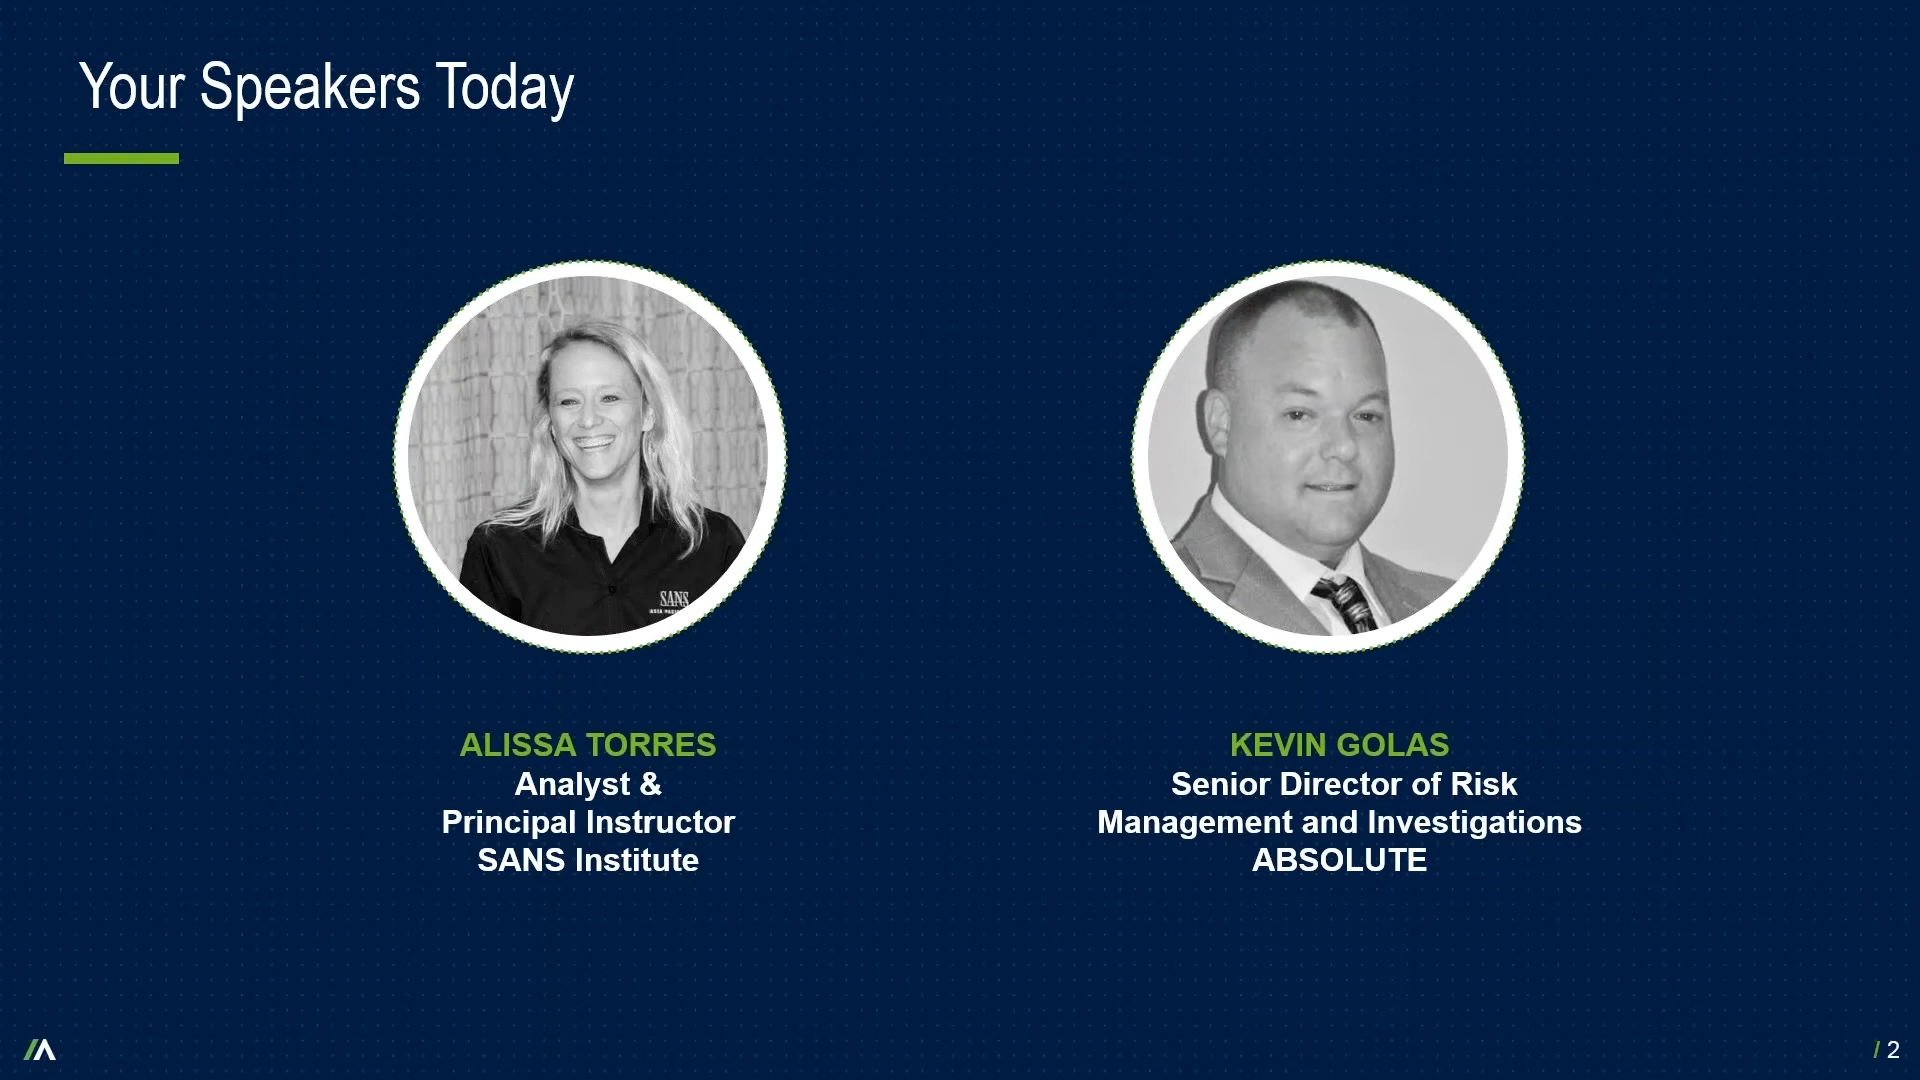 Your Speakers Today
SANS
ALISSA TORRES
Analyst &
Principal Instructor
SANS Institute
KEVIN GOLAS
Senior Director of Risk
Management and Investigations
ABSOLUTE
/ 2